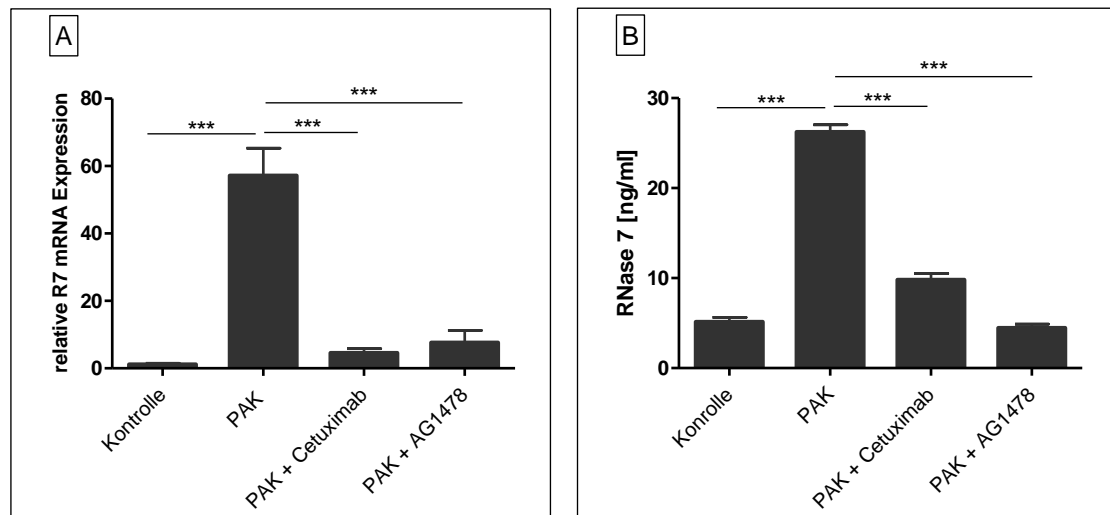 A
relative R7 mRNA Expression
80
60
40
20
0
***
***
***
Kontrolle
PAK
PAK + Cetuximab
PAK + AG1478
B
RNase 7 [ng/ml]
30
20
10
0
***
***
***
Konrolle
PAK
PAK + Cetuximab
PAK + AG1478